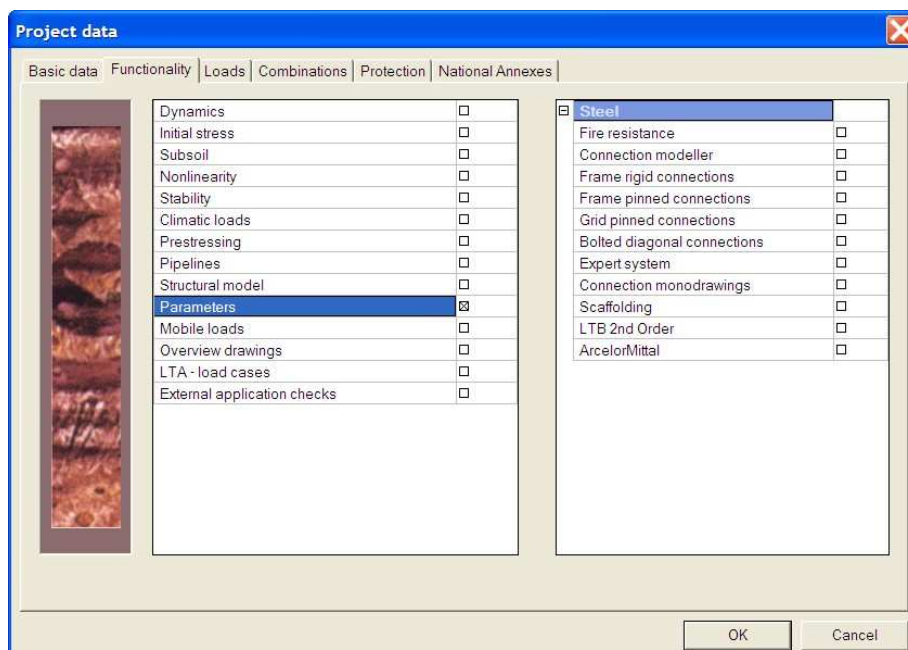 Project data
Basic data Functionality Loads Combinations Protection National Annexes
Dynamics
Initial stress
Subsoil
Nonlinearity
Stability
Climatic loads
Prestressing
Pipelines
Structural model
Parameters
Mobile loads
Overview drawings
LTA - load cases
External application checks
Steel
Fire resistance
Connection modeller
Frame rigid connections
Frame pinned connections
Grid pinned connections
Bolted diagonal connections
Expert system
Connection monodrawings
Scaffolding
LTB 2nd Order
ArcelorMittal
OK Cancel